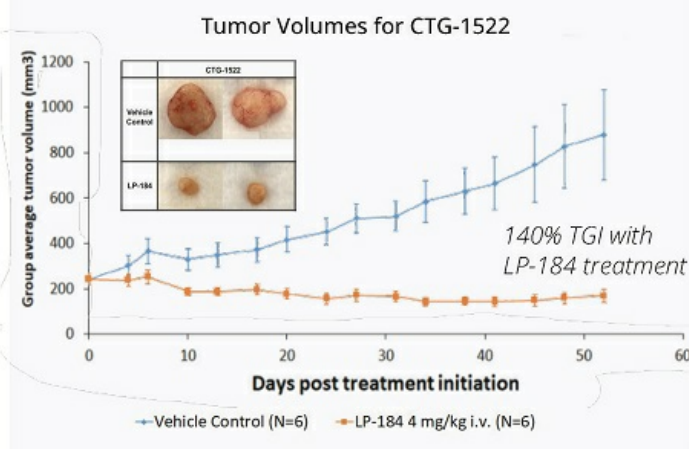 Tumor Volumes for CTG-1522
Group average tumor volume (mm3)
1200
1000
800
600
400
200
0
CTG-1522
Vehicle
Control
LP-184
140% TGI with
LP-184 treatment
0 10 20 30 40 50 60
Days post treatment initiation
Vehicle Control (N=6) LP-184 4 mg/kg i.v. (N=6)